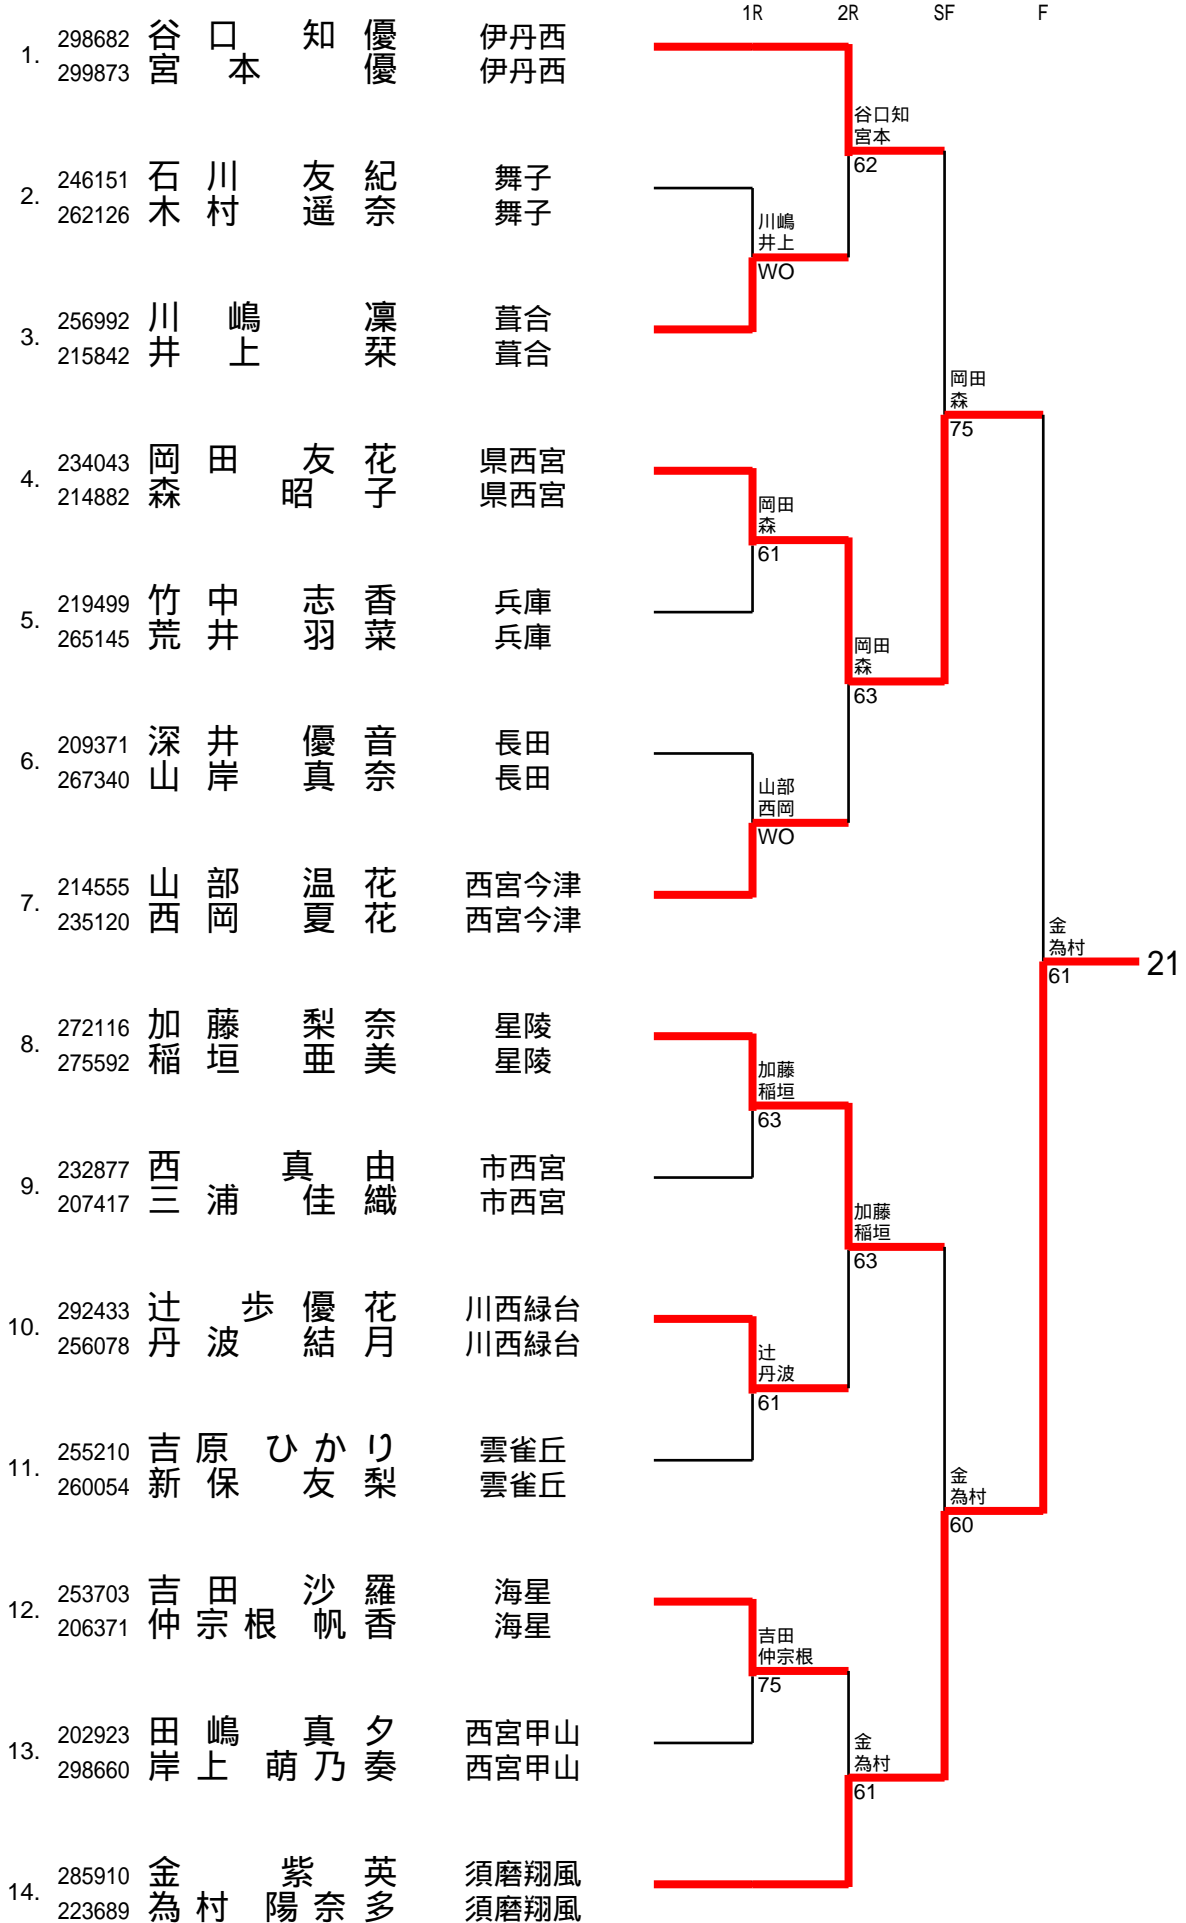 1R 2R SF F
1. 298682 谷口 知優 伊丹西
299873 宮本 優 伊丹西
谷口知
宮本
62
2. 246151 石川 友紀 舞子
262126 木村 遥奈 舞子
川嶋
井上
WO
3. 256992 川嶋 凜 葺合
215842 井上 栞 葺合
岡田
森
75
4. 234043 岡田 友花 県西宮
214882 森 昭子 県西宮
岡田
森
61
5. 219499 竹中 志香 兵庫
265145 荒井 羽菜 兵庫
岡田
森
63
6. 209371 深井 優音 長田
267340 山岸 真奈 長田
山部
西岡
WO
7. 214555 山部 温花 西宮今津
235120 西岡 夏花 西宮今津
金
為村
61
21
8. 272116 加藤 梨奈 星陵
275592 稲垣 亜美 星陵
加藤
稲垣
63
9. 232877 西 真由 市西宮
207417 三浦 佳織 市西宮
加藤
稲垣
63
10. 292433 辻 歩優花 川西緑台
256078 丹波 結月 川西緑台
辻
丹波
61
11. 255210 吉原 ひかり 雲雀丘
260054 新保 友梨 雲雀丘
金
為村
60
12. 253703 吉田 沙羅 海星
206371 仲宗根 帆香 海星
吉田
仲宗根
75
13. 202923 田嶋 真夕 西宮甲山
298660 岸上 萌乃奏 西宮甲山
金
為村
61
14. 285910 金 紫英 須磨翔風
223689 為村 陽奈多 須磨翔風